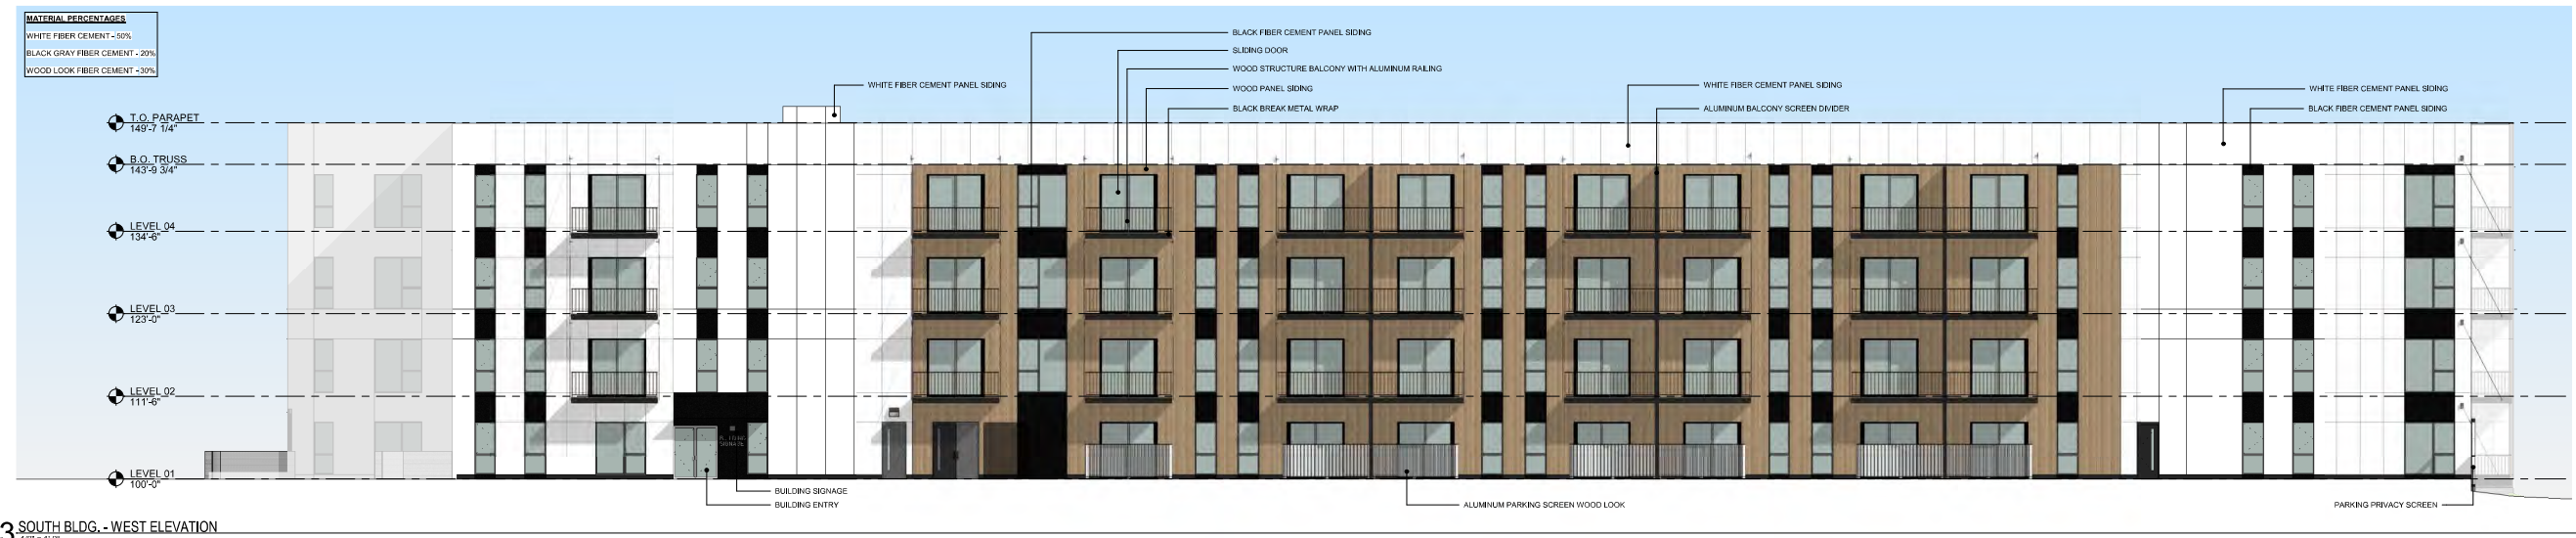 MATERIAL PERCENTAGES
WHITE FIBER CEMENT - 50%
BLACK GRAY FIBER CEMENT - 20%
WOOD LOOK FIBER CEMENT - 30%
BLACK FIBER CEMENT PANEL SIDING
SLIDING DOOR
WOOD STRUCTURE BALCONY WITH ALUMINUM RAILING
WOOD PANEL SIDING
BLACK BREAK METAL WRAP
WHITE FIBER CEMENT PANEL SIDING
WHITE FIBER CEMENT PANEL SIDING
ALUMINUM BALCONY SCREEN DIVIDER
WHITE FIBER CEMENT PANEL SIDING
BLACK FIBER CEMENT PANEL SIDING
T.O. PARAPET
149'-7 1/4"
B.O. TRUSS
143'-9 3/4"
LEVEL 04
134'-6"
LEVEL 03
123'-0"
LEVEL 02
111'-6"
LEVEL 01
100'-0"
SIGNAGE
BUILDING SIGNAGE
BUILDING ENTRY
ALUMINUM PARKING SCREEN WOOD LOOK
PARKING PRIVACY SCREEN
3 SOUTH BLDG. - WEST ELEVATION